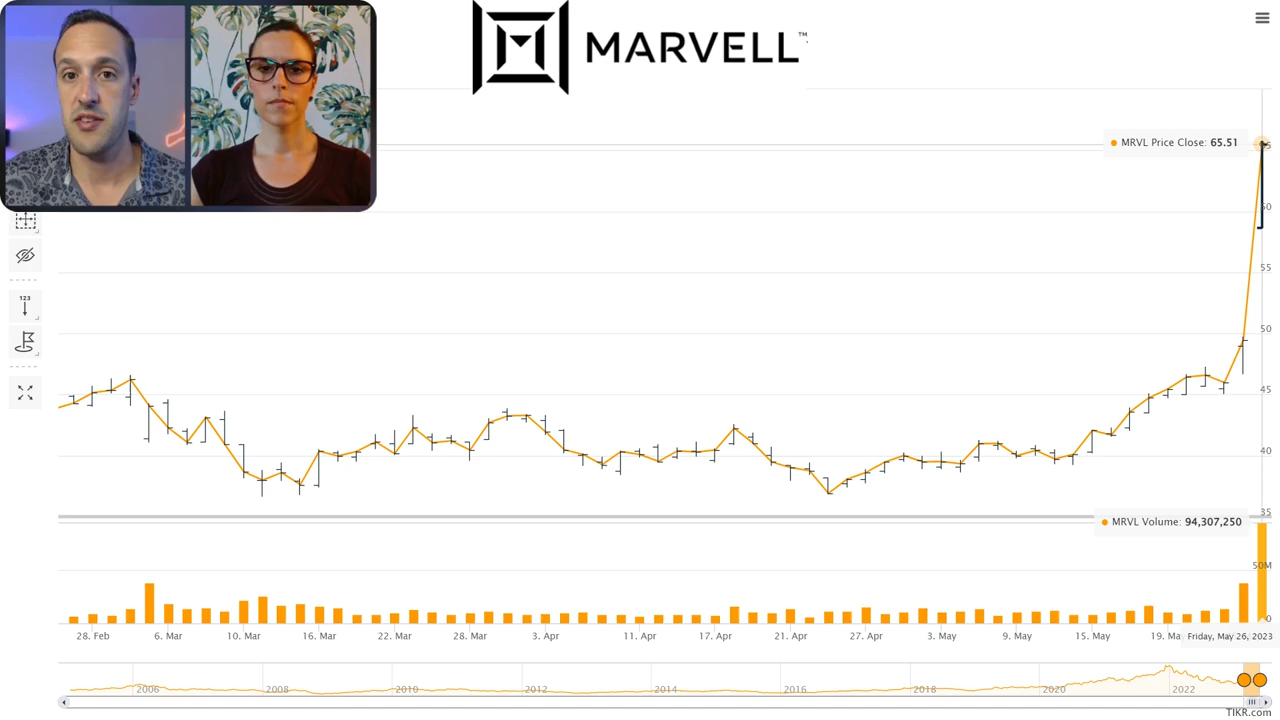 MARVELL™
MRVL Price Close: 65.51
65
60
55
50
45
40
35
123
MRVL Volume: 94,307,250
50M
0
28. Feb 6. Mar 10. Mar 16. Mar 22. Mar 28. Mar 3. Apr 11. Apr 17. Apr 21. Apr 27. Apr 3. May 9. May 15. May 19. Ma Friday, May 26, 2023
2006 2008 2010 2012 2014 2016 2018 2020 2022
TIKR.com